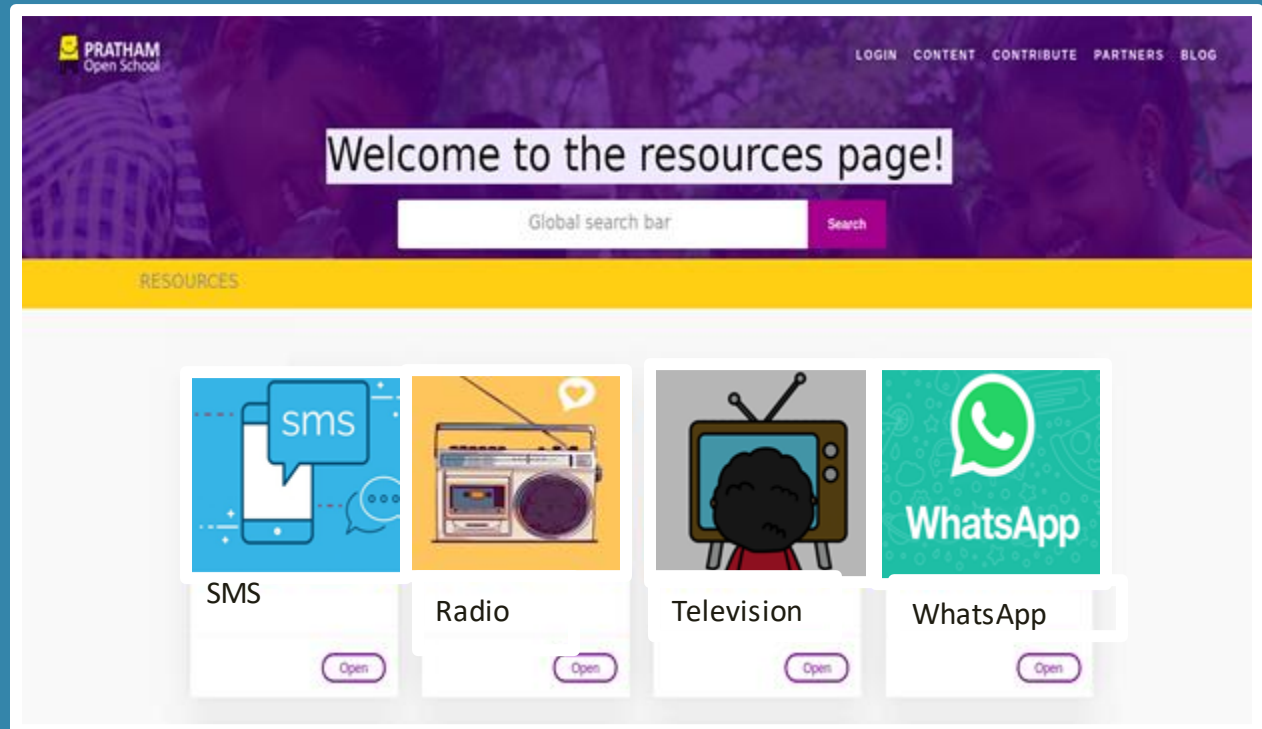 PRATHAM
Open School
LOGIN CONTENT CONTRIBUTE PARTNERS BLOG
Welcome to the resources page!
Global search bar
Search
RESOURCES
sms
WhatsApp
SMS
Radio
Television
WhatsApp
Open
Open
Open
Open